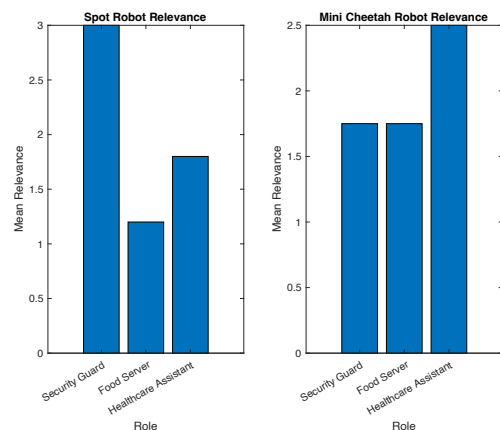 Spot Robot Relevance
3
2.5
2
1.5
1
0.5
0
Mean Relevance
Security Guard
Food Server
Healthcare Assistant
Role
Mini Cheetah Robot Relevance
2.5
2
1.5
1
0.5
0
Mean Relevance
Security Guard
Food Server
Healthcare Assistant
Role